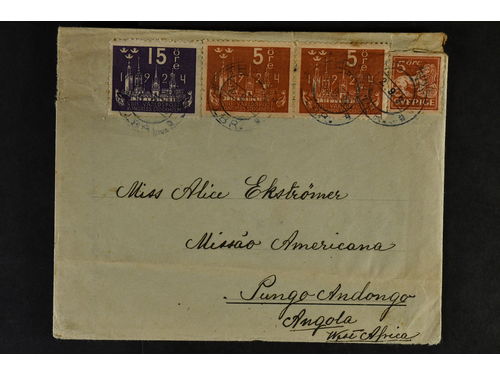 15 öre
1924
5 öre
1924
5 öre
1924
5 öre
SVERIGE
Miss Alice Ekströmer
Missão Americana
Pungo Andongo
Angola
West Africa